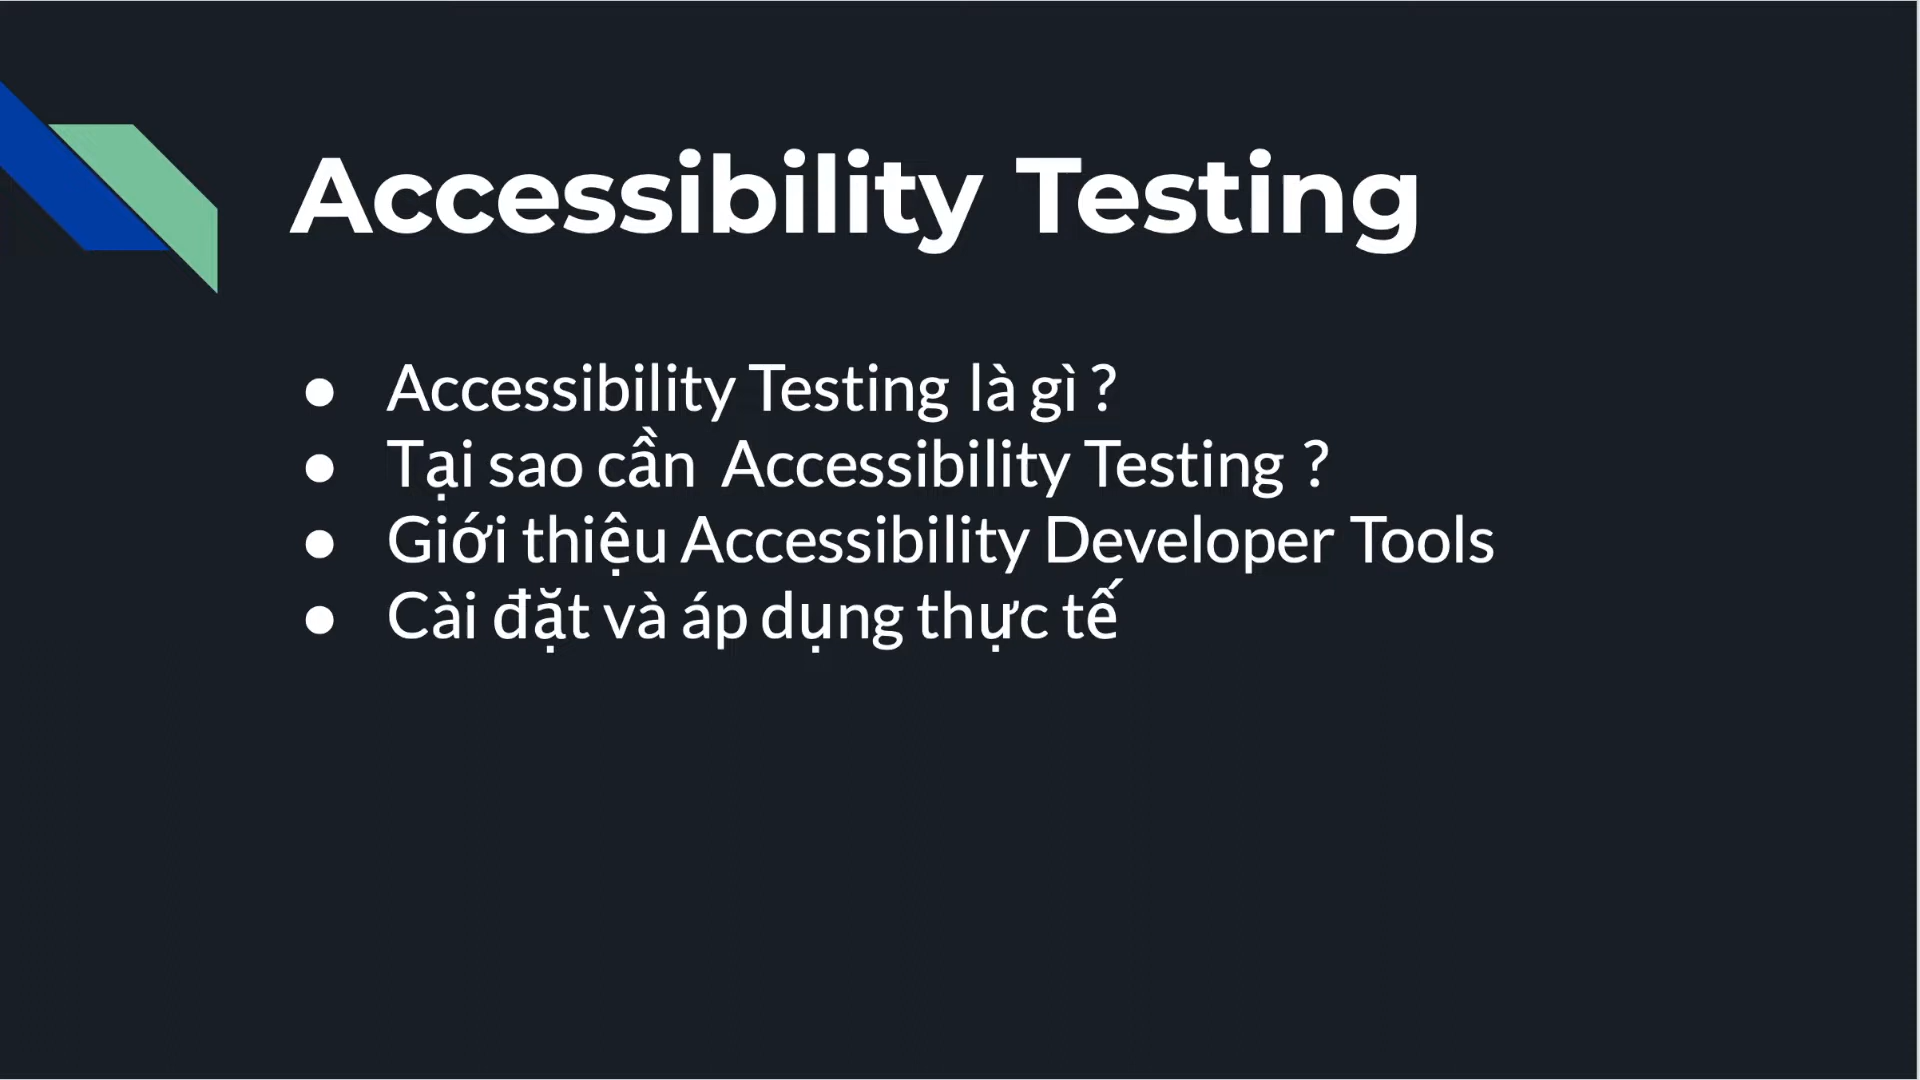 Accessibility Testing
● Accessibility Testing là gì ?
● Tại sao cần Accessibility Testing ?
● Giới thiệu Accessibility Developer Tools
● Cài đặt và áp dụng thực tế